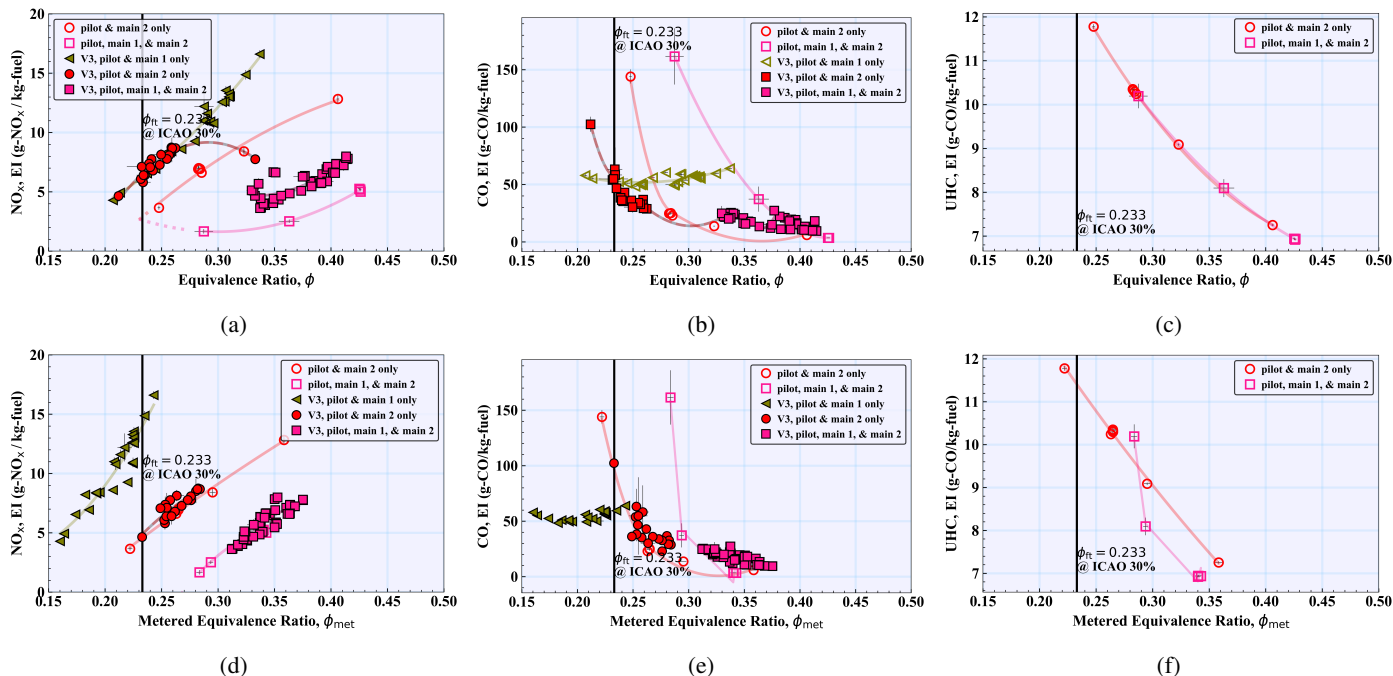 20
15
10
5
0
NOₓ, EI (g-NOₓ / kg-fuel)
pilot & main 2 only
pilot, main 1, & main 2
V3, pilot & main 1 only
V3, pilot & main 2 only
V3, pilot, main 1, & main 2
ϕft = 0.233
@ ICAO 30%
0.15 0.20 0.25 0.30 0.35 0.40 0.45 0.50
Equivalence Ratio, ϕ
(a)
150
100
50
0
CO, EI (g-CO/kg-fuel)
ϕft = 0.233
@ ICAO 30%
pilot & main 2 only
pilot, main 1, & main 2
V3, pilot & main 1 only
V3, pilot & main 2 only
V3, pilot, main 1, & main 2
0.15 0.20 0.25 0.30 0.35 0.40 0.45 0.50
Equivalence Ratio, ϕ
(b)
12
11
10
9
8
7
UHC, EI (g-CO/kg-fuel)
pilot & main 2 only
pilot, main 1, & main 2
ϕft = 0.233
@ ICAO 30%
0.15 0.20 0.25 0.30 0.35 0.40 0.45 0.50
Equivalence Ratio, ϕ
(c)
20
15
10
5
0
NOₓ, EI (g-NOₓ / kg-fuel)
pilot & main 2 only
pilot, main 1, & main 2
V3, pilot & main 1 only
V3, pilot & main 2 only
V3, pilot, main 1, & main 2
ϕft = 0.233
@ ICAO 30%
0.15 0.20 0.25 0.30 0.35 0.40 0.45 0.50
Metered Equivalence Ratio, ϕmet
(d)
150
100
50
0
CO, EI (g-CO/kg-fuel)
pilot & main 2 only
pilot, main 1, & main 2
V3, pilot & main 1 only
V3, pilot & main 2 only
V3, pilot, main 1, & main 2
ϕft = 0.233
@ ICAO 30%
0.15 0.20 0.25 0.30 0.35 0.40 0.45 0.50
Metered Equivalence Ratio, ϕmet
(e)
12
11
10
9
8
7
UHC, EI (g-CO/kg-fuel)
pilot & main 2 only
pilot, main 1, & main 2
ϕft = 0.233
@ ICAO 30%
0.15 0.20 0.25 0.30 0.35 0.40 0.45 0.50
Metered Equivalence Ratio, ϕmet
(f)